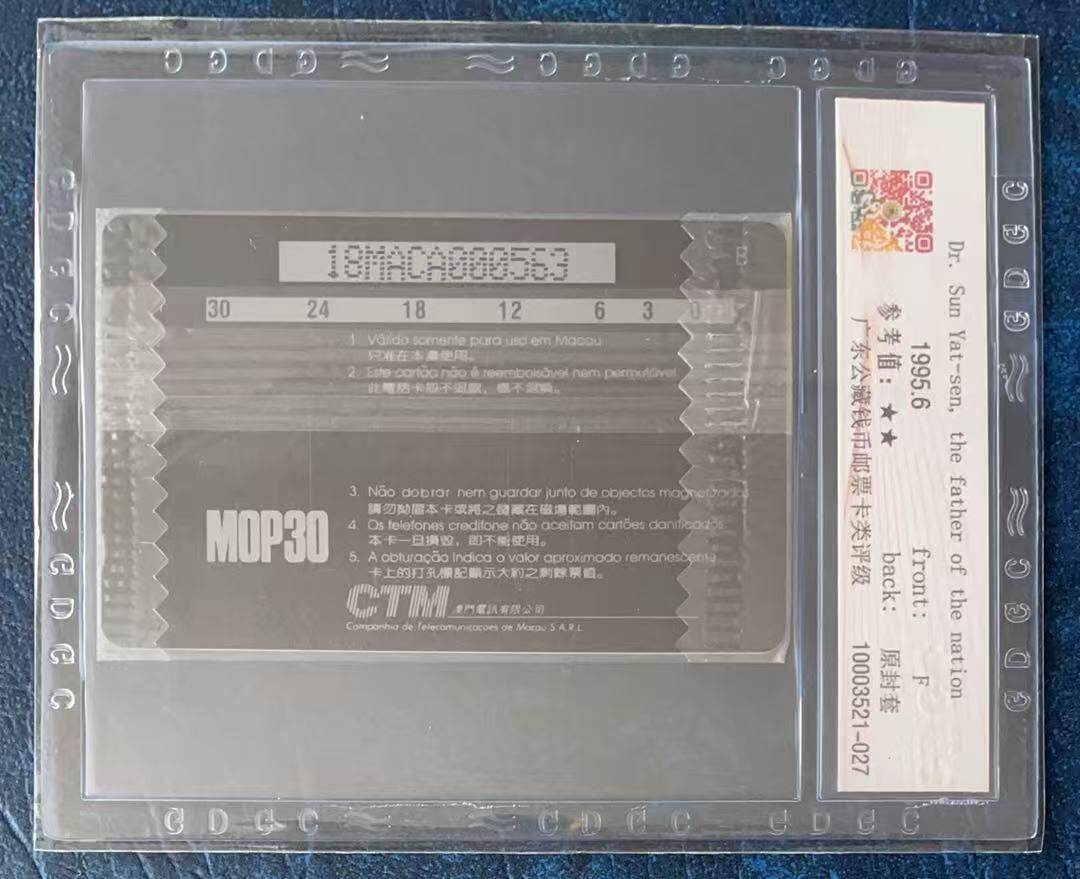 18MACA000563
30 24 18 12 6 3 0
1 Válido somente para uso em Macau
只准在本澳使用。
2. Este cartão não é reembolsável nem permutável
此電話卡恕不退款，亦不退換。
3. Não dobrar nem guardar junto de objectos magnetizados
請勿拗摺本卡或將之儲藏在磁場範圍內。
4. Os telefones credifone não aceitam cartões danificados.
本卡一旦損毀，即不能使用。
5. A obturação indica o valor aproximado remanescente
卡上的打孔標記顯示大約之剩餘票值。
MOP30
CTM 澳門電訊有限公司
Companhia de Telecomunicações de Macau S.A.R.L.
Dr. Sun Yat-sen, the father of the nation
1995.6 front: F
参考值：★★ back: 原封套
广东公藏钱币邮票卡类评级 10003521-027